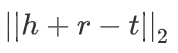 ||h + r − t||₂